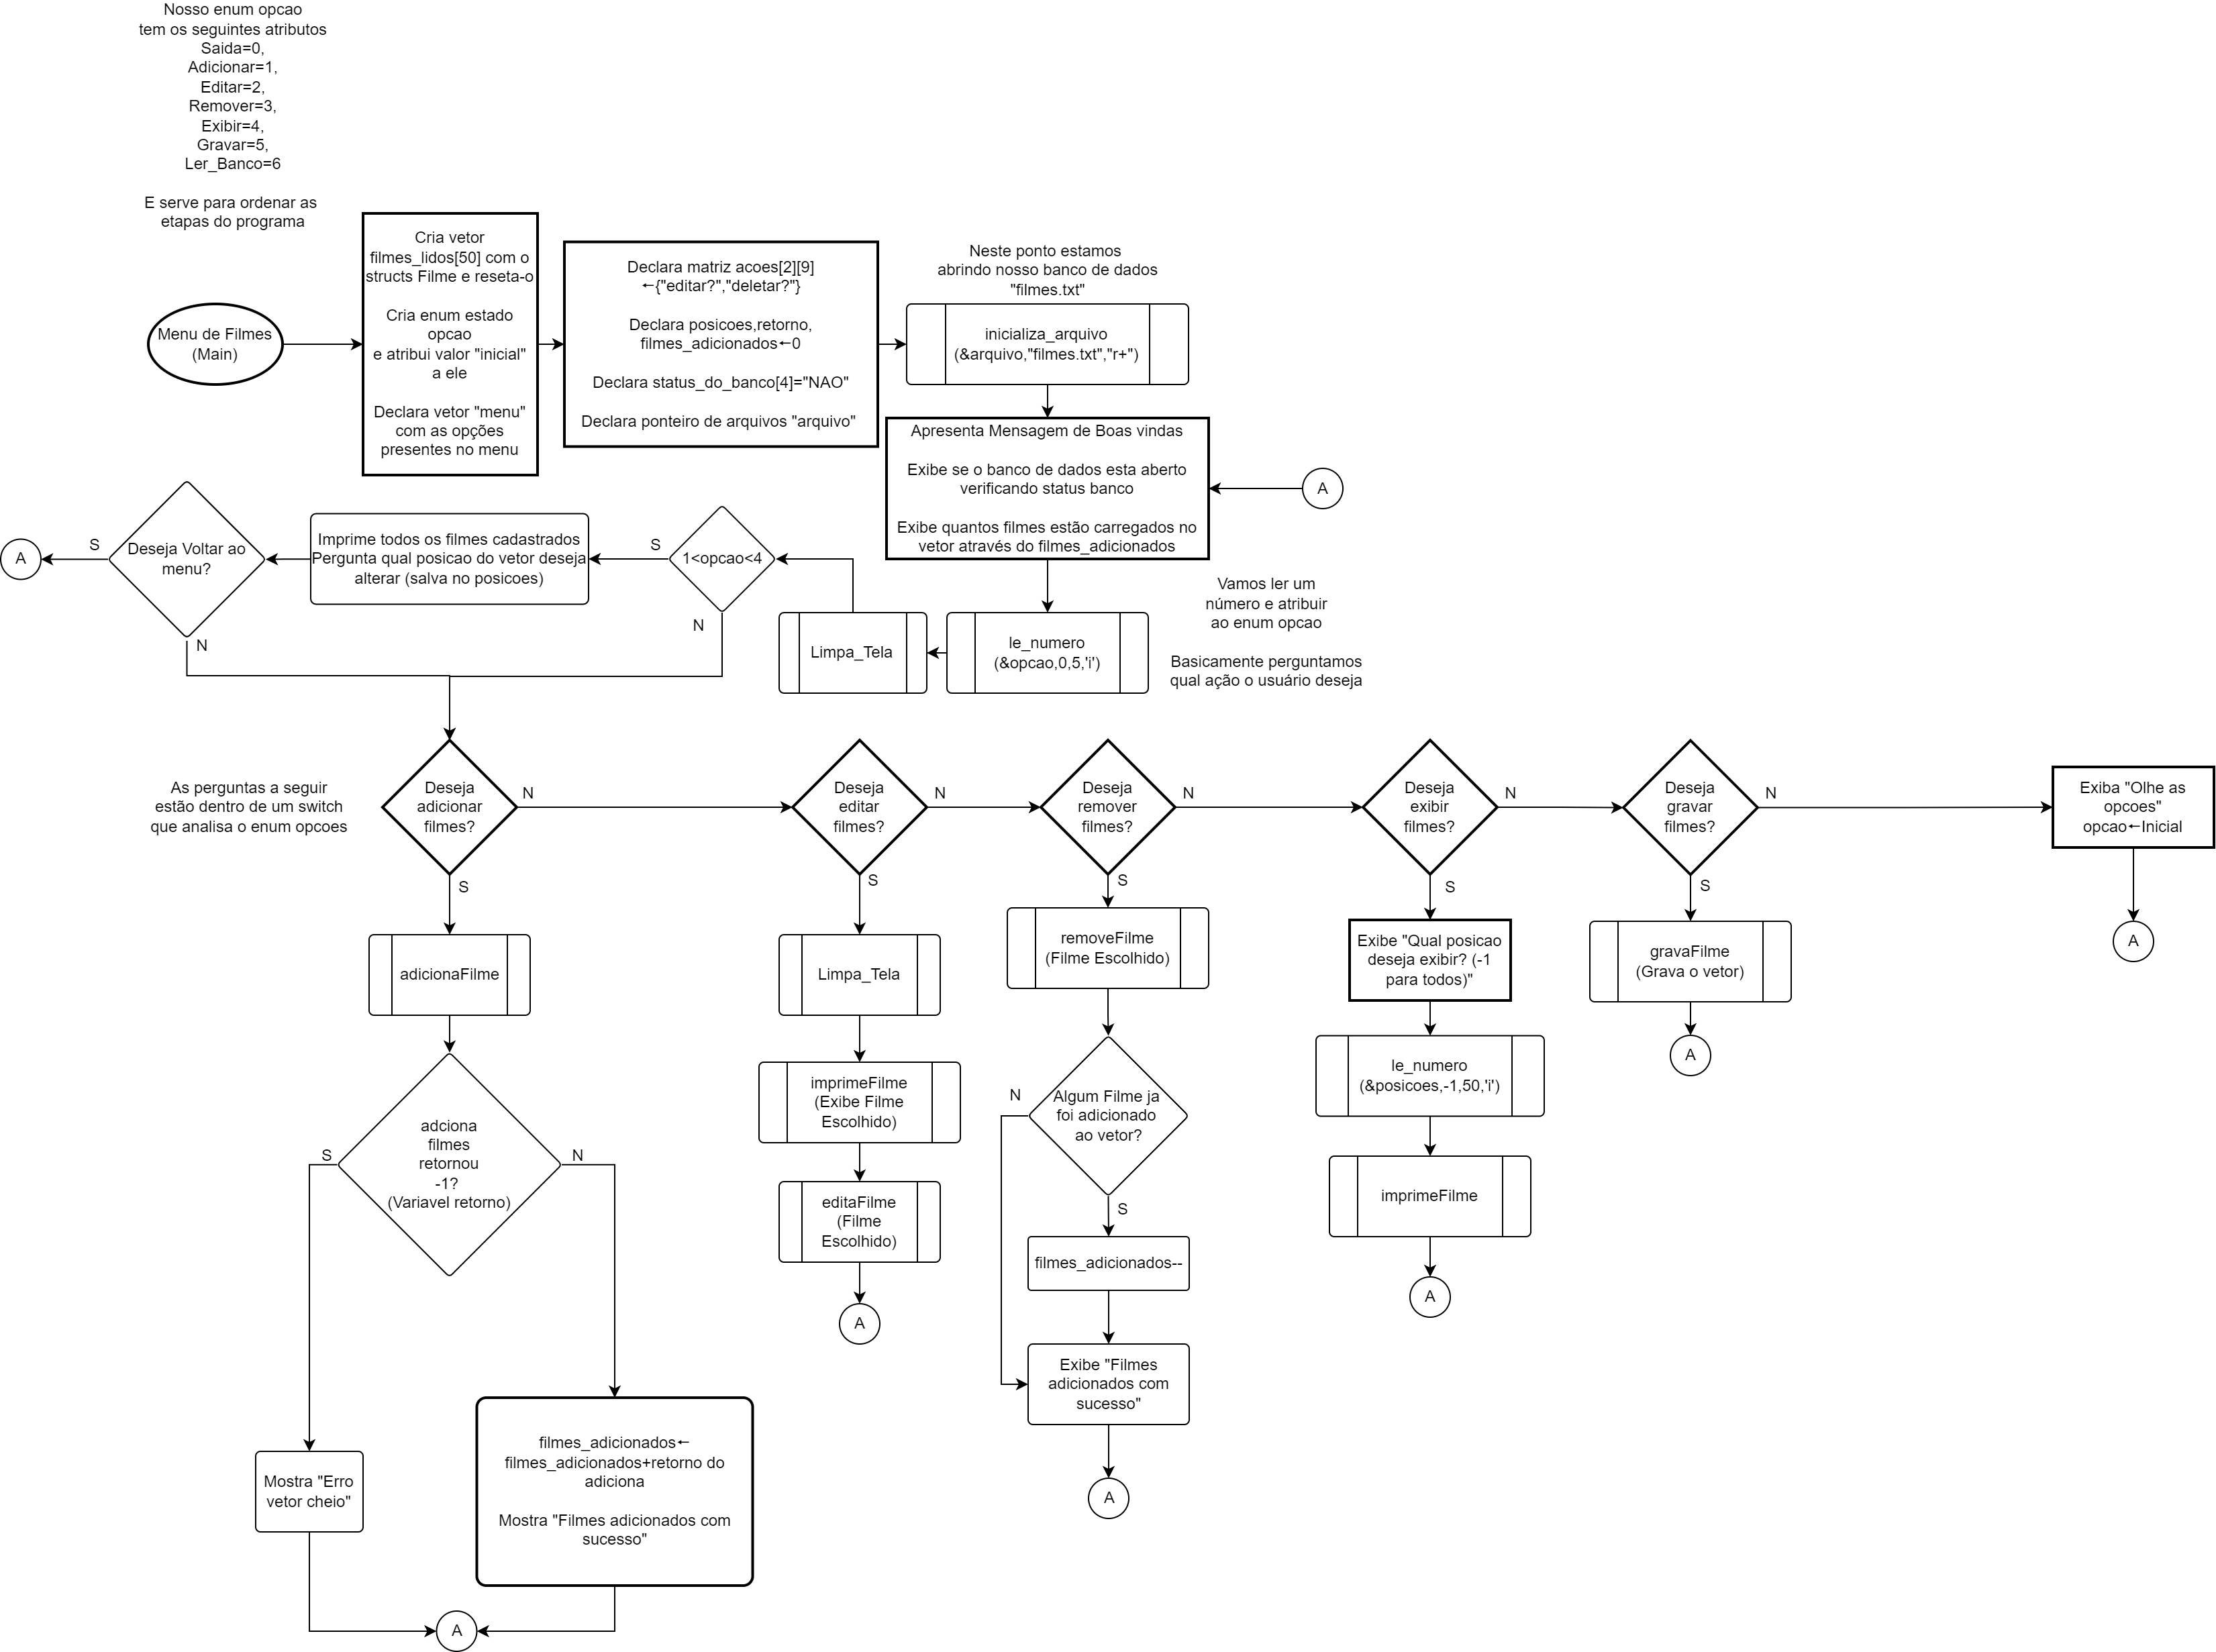 Nosso enum opcao
tem os seguintes atributos
Saida=0,
Adicionar=1,
Editar=2,
Remover=3,
Exibir=4,
Gravar=5,
Ler_Banco=6
E serve para ordenar as
etapas do programa
Menu de Filmes
(Main)
Cria vetor
filmes_lidos[50] com o
structs Filme e reseta-o
Cria enum estado
opcao
e atribui valor "inicial"
a ele
Declara vetor "menu"
com as opções
presentes no menu
Declara matriz acoes[2][9]
←{"editar?","deletar?"}
Declara posicoes,retorno,
filmes_adicionados←0
Declara status_do_banco[4]="NAO"
Declara ponteiro de arquivos "arquivo"
Neste ponto estamos
abrindo nosso banco de dados
"filmes.txt"
inicializa_arquivo
(&arquivo,"filmes.txt","r+")
Apresenta Mensagem de Boas vindas
Exibe se o banco de dados esta aberto
verificando status banco
Exibe quantos filmes estão carregados no
vetor através do filmes_adicionados
A
Vamos ler um
número e atribuir
ao enum opcao
Basicamente perguntamos
qual ação o usuário deseja
le_numero
(&opcao,0,5,'i')
Limpa_Tela
1<opcao<4
S
N
Imprime todos os filmes cadastrados
Pergunta qual posicao do vetor deseja
alterar (salva no posicoes)
Deseja Voltar ao
menu?
S
N
A
As perguntas a seguir
estão dentro de um switch
que analisa o enum opcoes
Deseja
adicionar
filmes?
N
S
Deseja
editar
filmes?
N
S
Deseja
remover
filmes?
N
S
Deseja
exibir
filmes?
N
S
Deseja
gravar
filmes?
N
S
Exiba "Olhe as
opcoes"
opcao←Inicial
A
adicionaFilme
adciona
filmes
retornou
-1?
(Variavel retorno)
S
N
Mostra "Erro
vetor cheio"
filmes_adicionados←
filmes_adicionados+retorno do
adiciona
Mostra "Filmes adicionados com
sucesso"
A
Limpa_Tela
imprimeFilme
(Exibe Filme
Escolhido)
editaFilme
(Filme
Escolhido)
A
removeFilme
(Filme Escolhido)
Algum Filme ja
foi adicionado
ao vetor?
N
S
filmes_adicionados--
Exibe "Filmes
adicionados com
sucesso"
A
Exibe "Qual posicao
deseja exibir? (-1
para todos)"
le_numero
(&posicoes,-1,50,'i')
imprimeFilme
A
gravaFilme
(Grava o vetor)
A